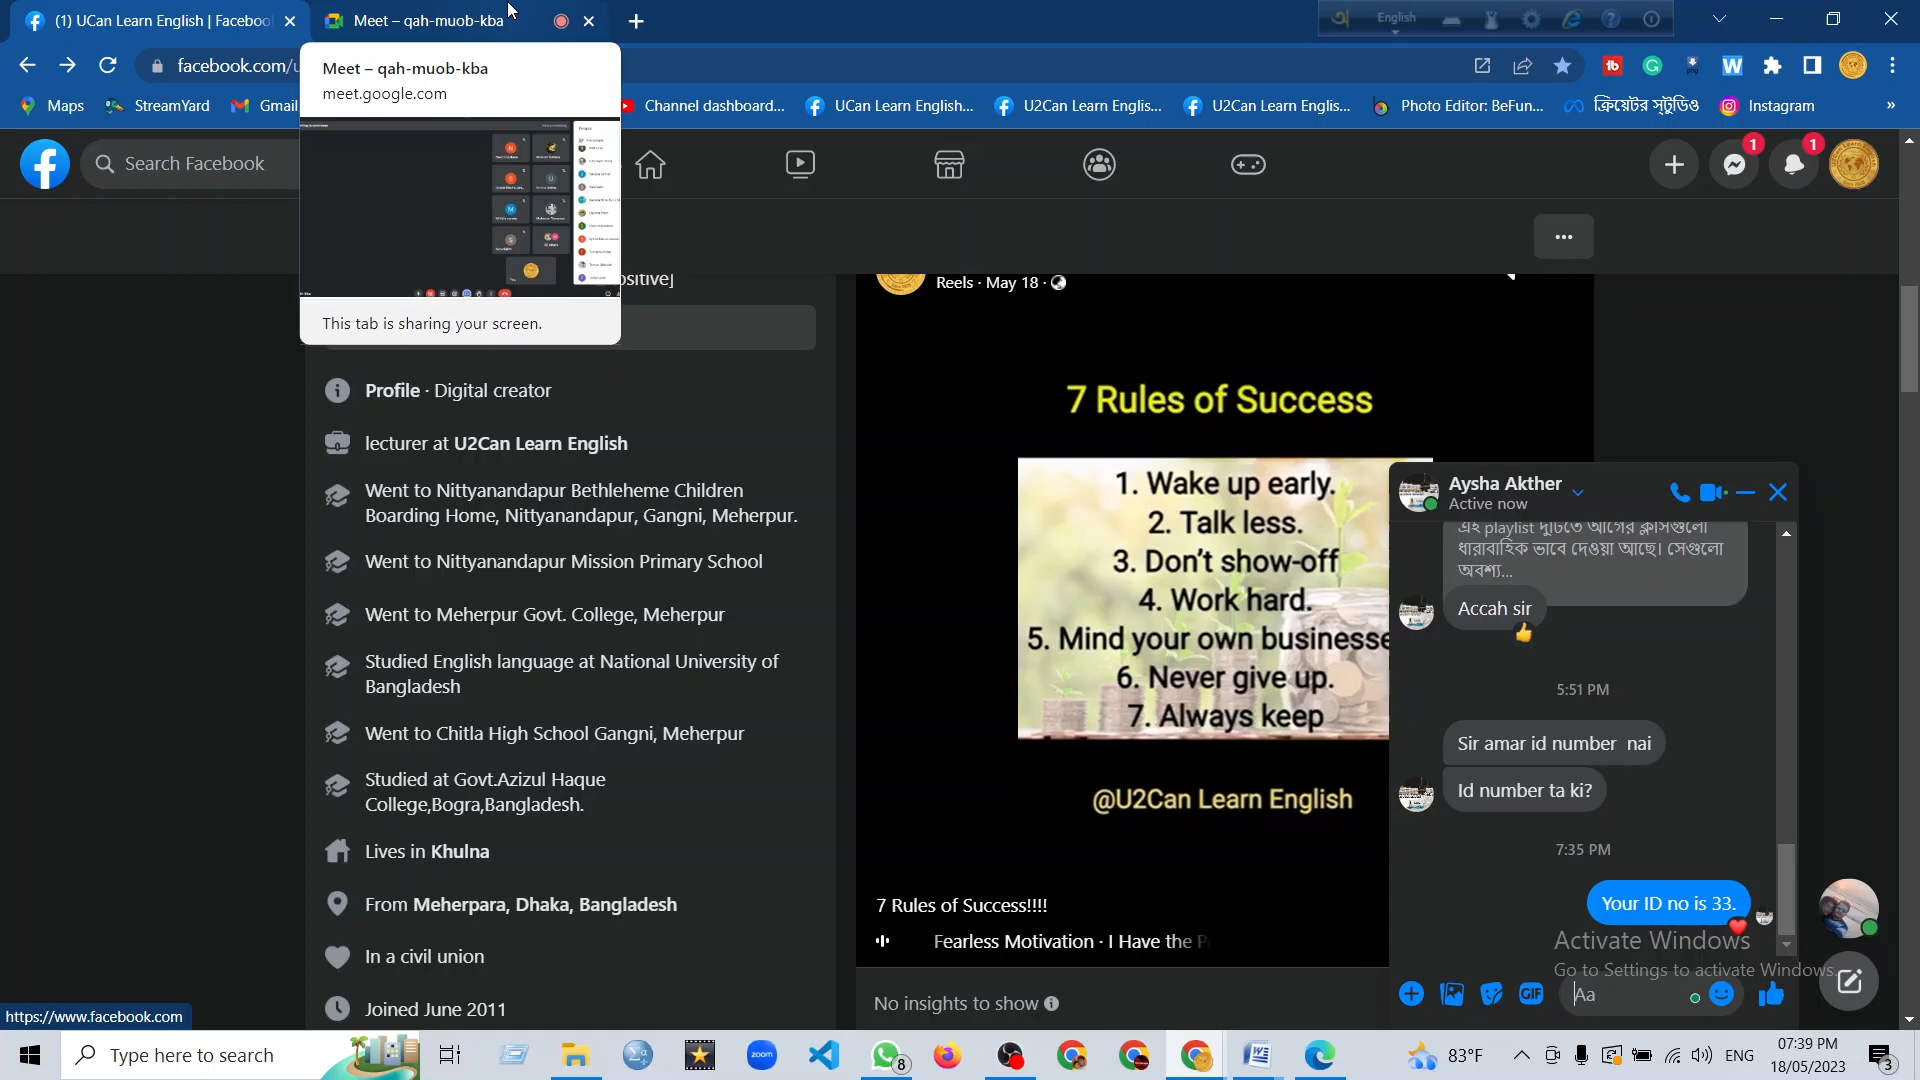 (1) UCan Learn English | Facebo
Meet – qah-muob-kba
English
facebook.com/u
Meet – qah-muob-kba
meet.google.com
Maps
StreamYard
Gmail
Channel dashboard...
UCan Learn English...
U2Can Learn Englis...
U2Can Learn Englis...
Photo Editor: BeFun...
ক্রিয়েটর স্টুডিও
Instagram
»
Search Facebook
1
1
This tab is sharing your screen.
ositive]
Profile · Digital creator
lecturer at U2Can Learn English
Went to Nittyanandapur Bethleheme Children
Boarding Home, Nittyanandapur, Gangni, Meherpur.
Went to Nittyanandapur Mission Primary School
Went to Meherpur Govt. College, Meherpur
Studied English language at National University of
Bangladesh
Went to Chitla High School Gangni, Meherpur
Studied at Govt.Azizul Haque
College,Bogra,Bangladesh.
Lives in Khulna
From Meherpara, Dhaka, Bangladesh
In a civil union
Joined June 2011
https://www.facebook.com
Reels · May 18 ·
7 Rules of Success
1. Wake up early.
2. Talk less.
3. Don't show-off
4. Work hard.
5. Mind your own businesse
6. Never give up.
7. Always keep
@U2Can Learn English
7 Rules of Success!!!!
Fearless Motivation · I Have the P
No insights to show
Aysha Akther
Active now
এই playlist দুটিতে আগের ক্লাসগুলো
ধারাবাহিক ভাবে দেওয়া আছে। সেগুলো
অবশ্য...
Accah sir
5:51 PM
Sir amar id number nai
Id number ta ki?
7:35 PM
Your ID no is 33.
Activate Windows
Go to Settings to activate Windows.
GIF
Aa
Type here to search
zoom
8
83°F
ENG
07:39 PM
18/05/2023
3